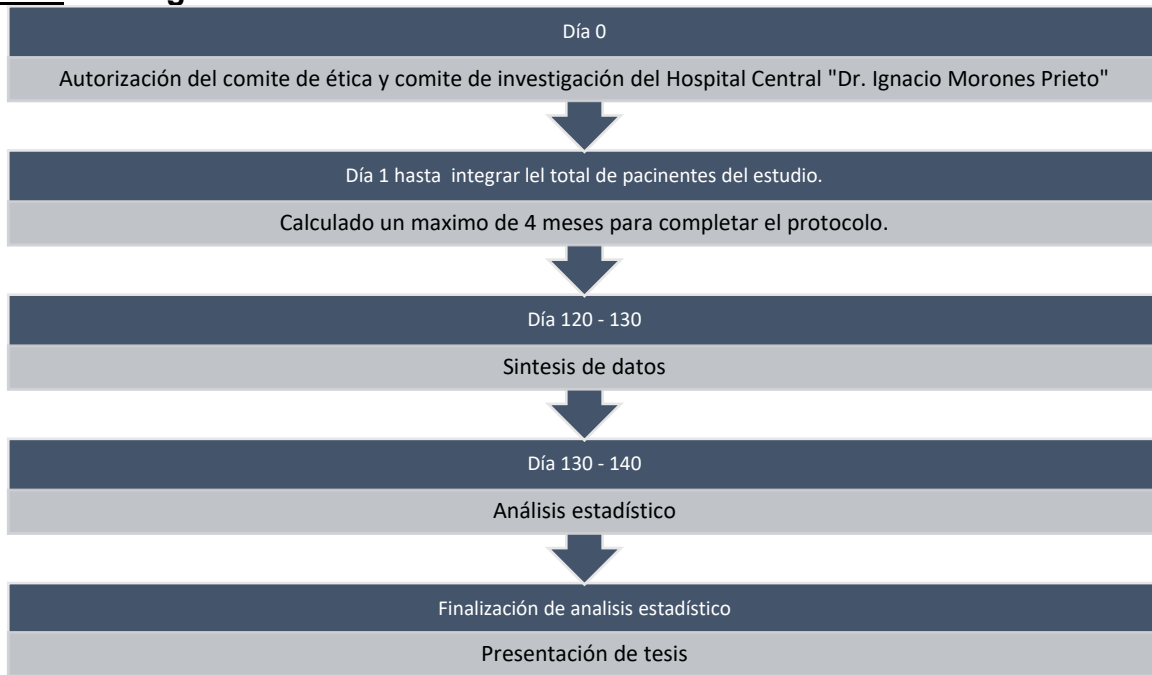 Día 0
Autorización del comite de ética y comite de investigación del Hospital Central "Dr. Ignacio Morones Prieto"
Día 1 hasta integrar lel total de pacinentes del estudio.
Calculado un maximo de 4 meses para completar el protocolo.
Día 120 - 130
Sintesis de datos
Día 130 - 140
Análisis estadístico
Finalización de analisis estadístico
Presentación de tesis